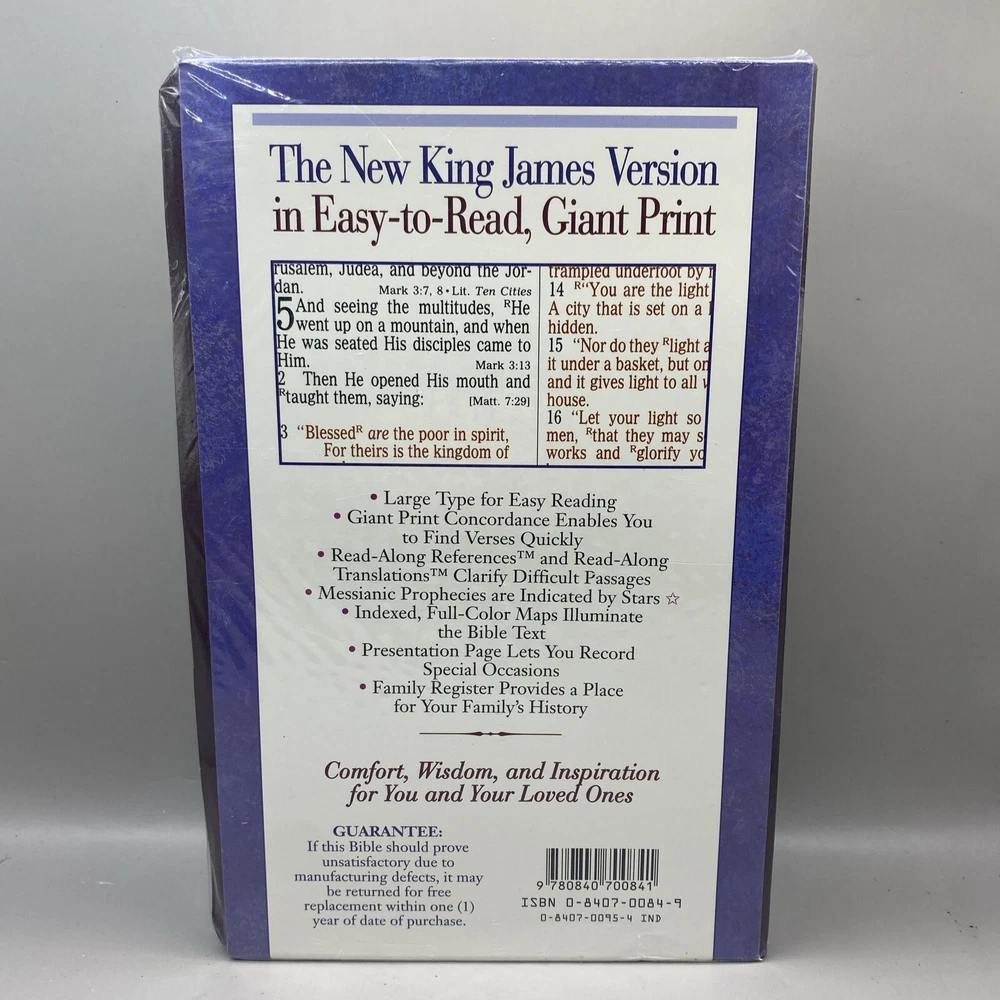 The New King James Version
in Easy-to-Read, Giant Print
rusalem, Judea, and beyond the Jor-
dan. Mark 3:7, 8 • Lit. Ten Cities
5 And seeing the multitudes, ᴿHe
went up on a mountain, and when
He was seated His disciples came to
Him. Mark 3:13
2 Then He opened His mouth and
ᴿtaught them, saying: [Matt. 7:29]
3 “Blessedᴿ are the poor in spirit,
For theirs is the kingdom of
trampled underfoot by
14 ᴿ“You are the light
A city that is set on a
hidden.
15 “Nor do they ᴿlight a
it under a basket, but on
and it gives light to all
house.
16 “Let your light so
men, ᴿthat they may s
works and ᴿglorify yo
• Large Type for Easy Reading
• Giant Print Concordance Enables You
to Find Verses Quickly
• Read-Along References™ and Read-Along
Translations™ Clarify Difficult Passages
• Messianic Prophecies are Indicated by Stars ☆
• Indexed, Full-Color Maps Illuminate
the Bible Text
• Presentation Page Lets You Record
Special Occasions
• Family Register Provides a Place
for Your Family’s History
Comfort, Wisdom, and Inspiration
for You and Your Loved Ones
GUARANTEE:
If this Bible should prove
unsatisfactory due to
manufacturing defects, it may
be returned for free
replacement within one (1)
year of date of purchase.
9 780840 700841
ISBN 0-8407-0084-9
0-8407-0095-4 IND